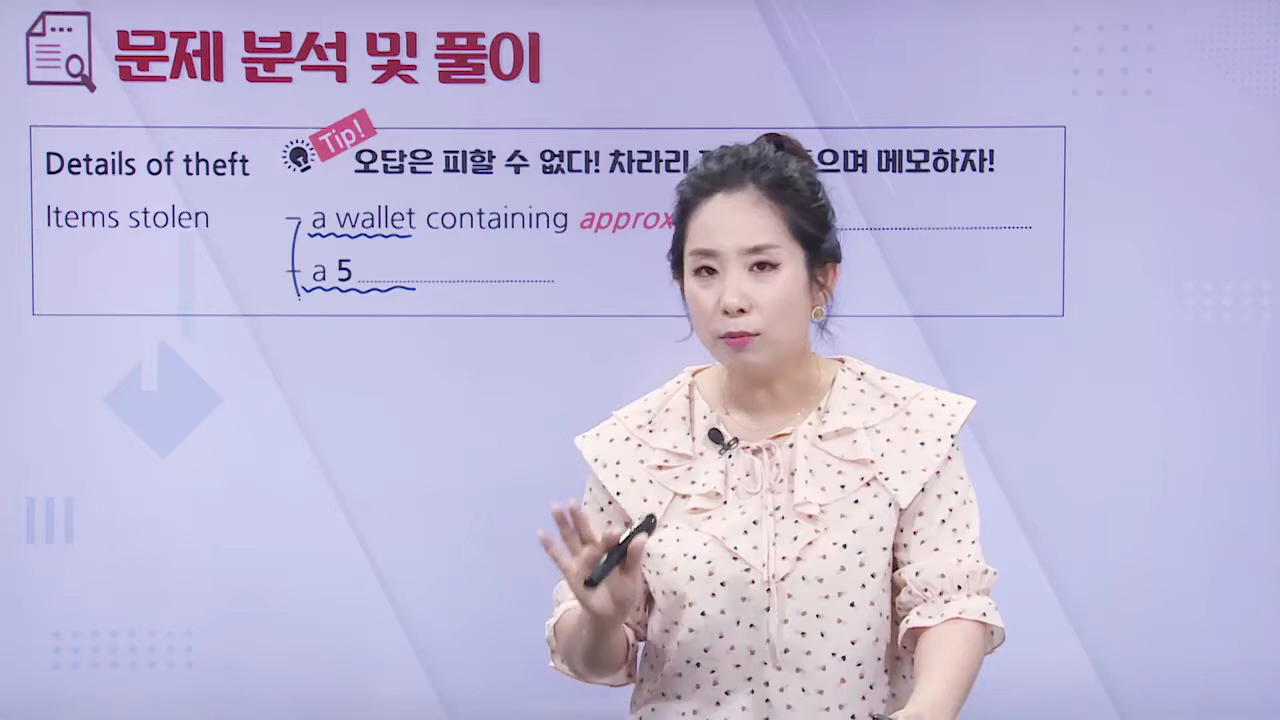 문제 분석 및 풀이
Tip!
Details of theft 오답은 피할 수 없다! 차라리 으며 메모하자!
Items stolen a wallet containing approx
a 5